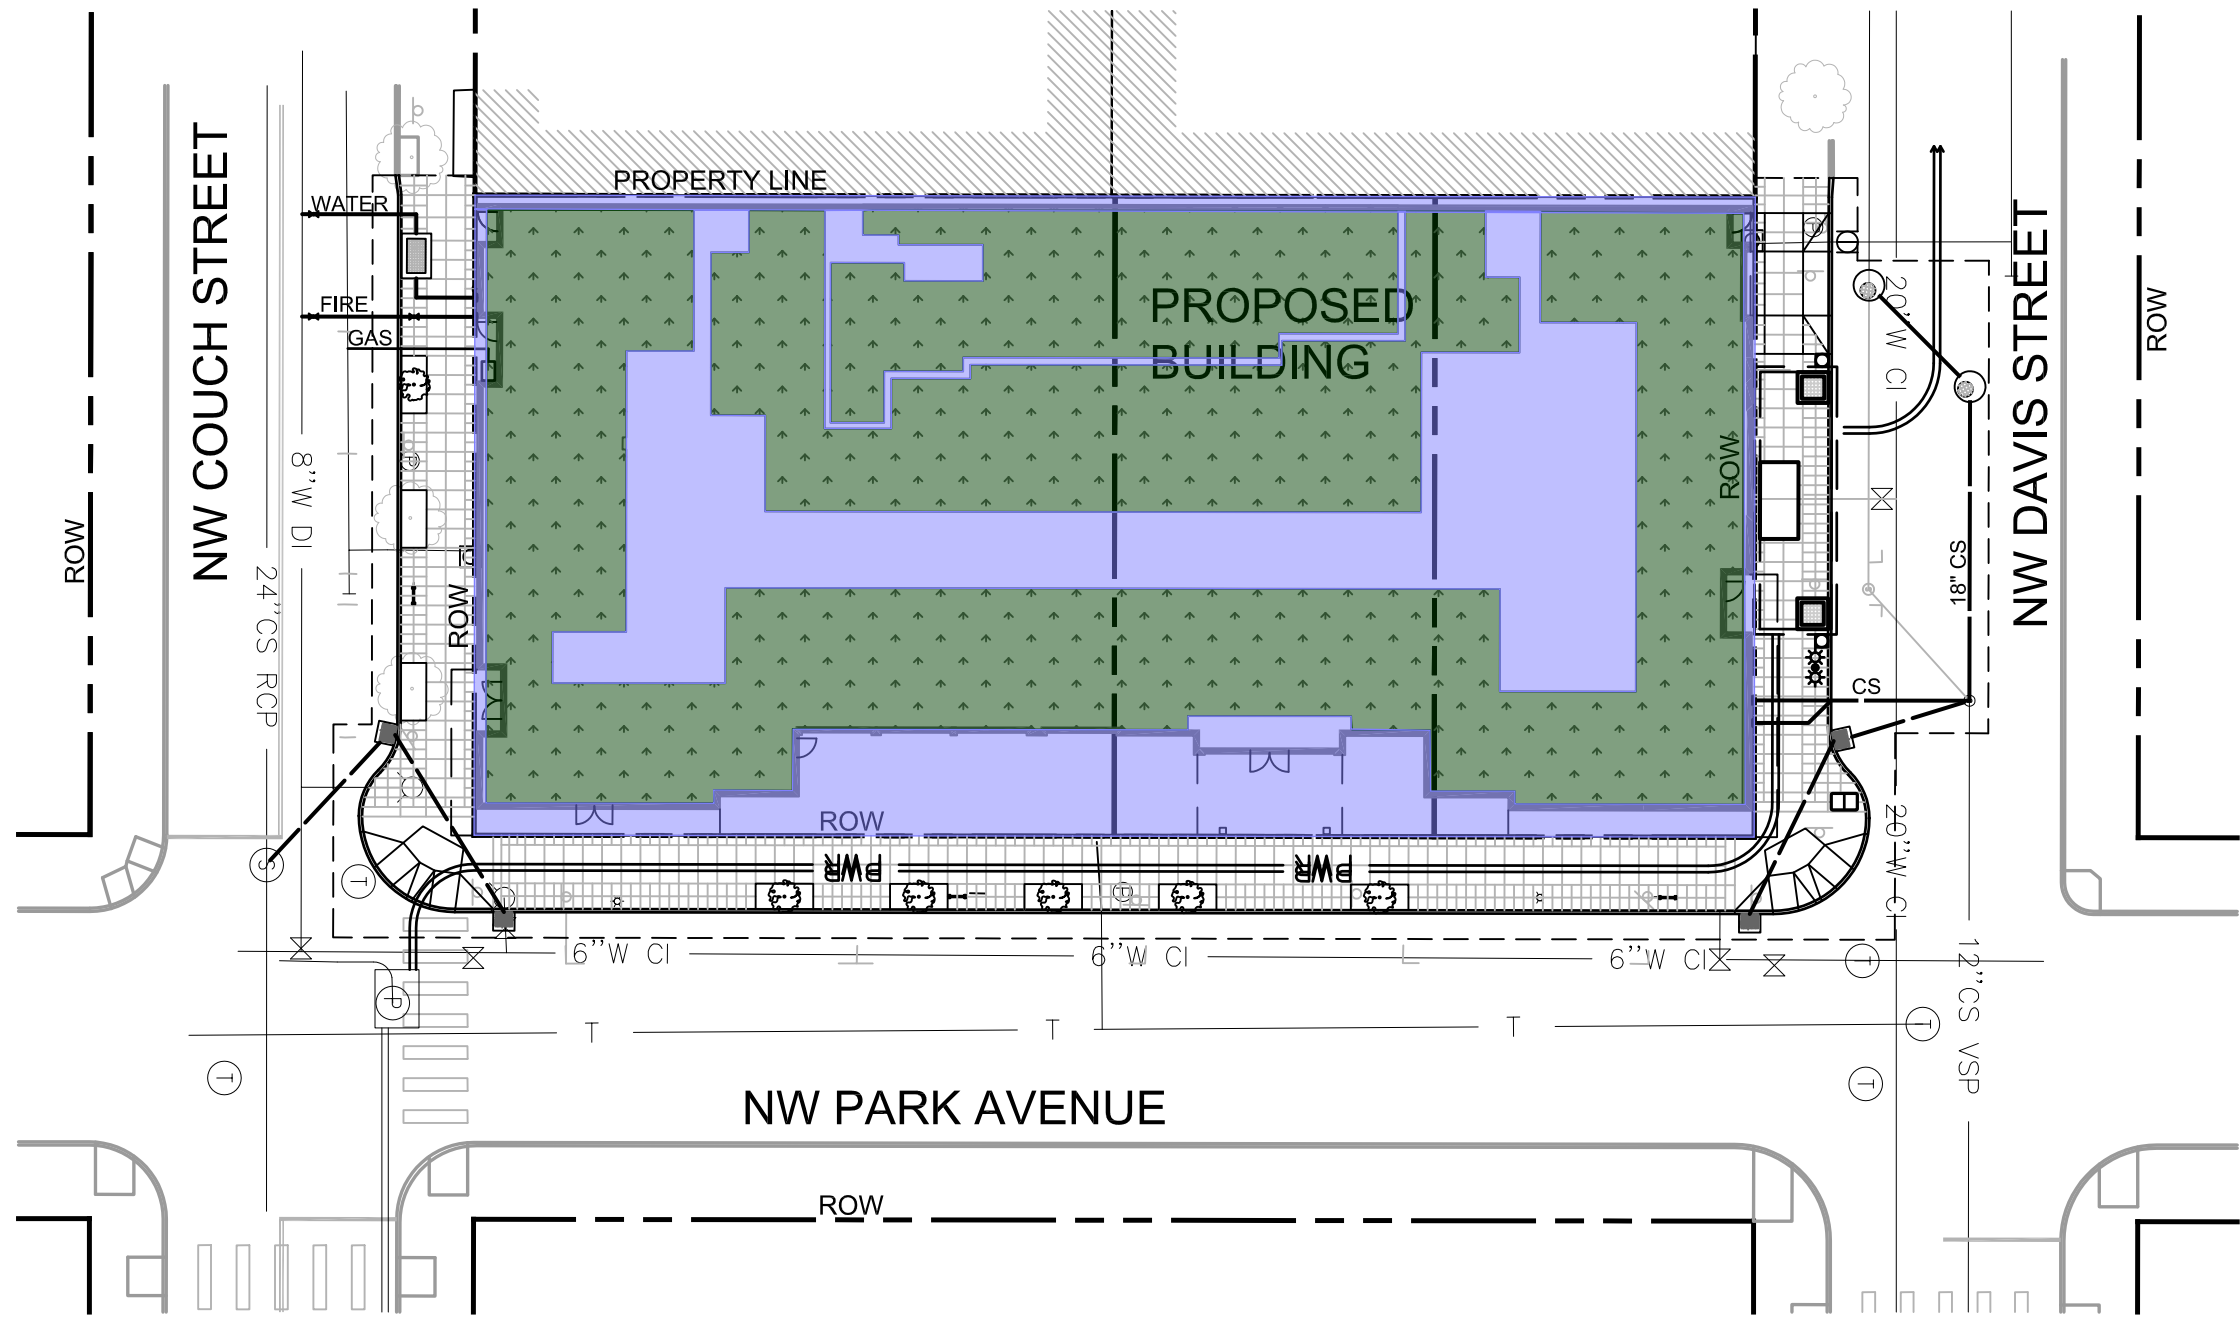 PROPERTY LINE
WATER
FIRE
GAS
NW COUCH STREET
ROW
8"W DI
24"CS RCP
ROW
PROPOSED
BUILDING
ROW
20" W CI
NW DAVIS STREET
ROW
18" CS
CS
ROW
PWR
PWR
20"W CI
S
T
P
P
P
P
6"W CI
6"W CI
6"W CI
T
12"CS VSP
P
T
T
T
T
T
T
NW PARK AVENUE
ROW